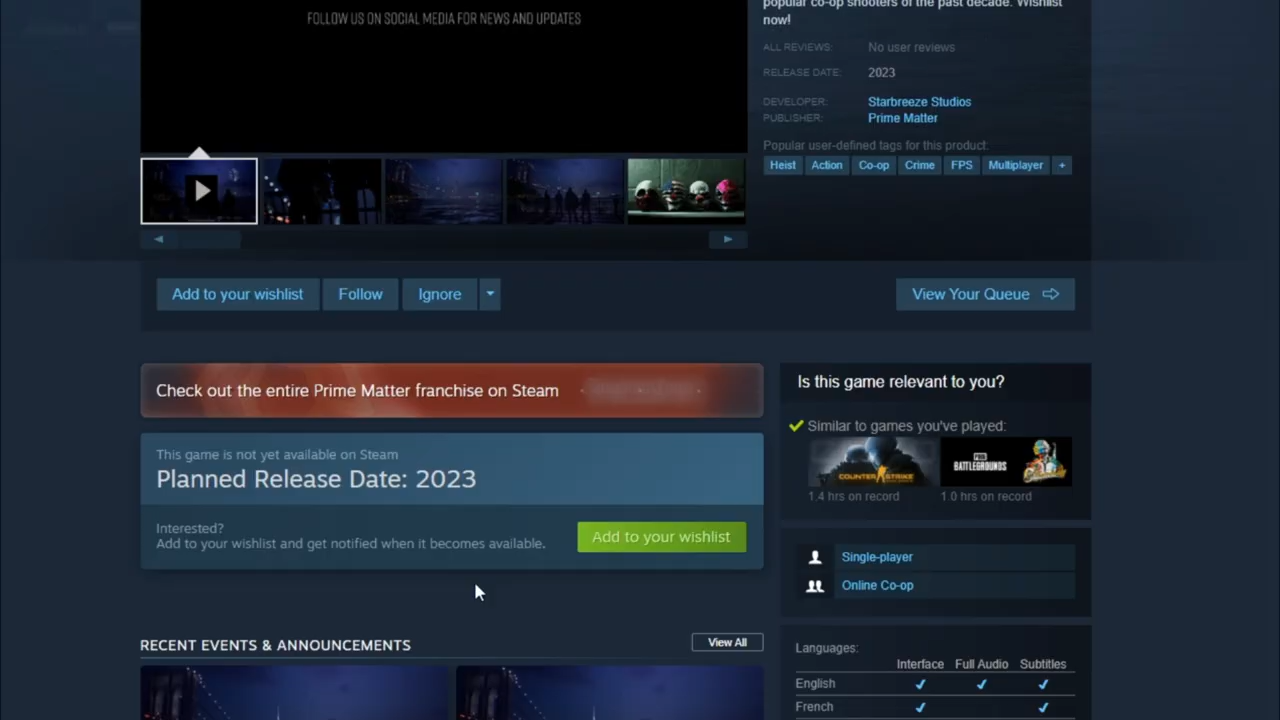 FOLLOW US ON SOCIAL MEDIA FOR NEWS AND UPDATES
popular co-op shooters of the past decade. Wishlist
now!
ALL REVIEWS: No user reviews
RELEASE DATE: 2023
DEVELOPER: Starbreeze Studios
PUBLISHER: Prime Matter
Popular user-defined tags for this product:
Heist Action Co-op Crime FPS Multiplayer +
Add to your wishlist Follow Ignore View Your Queue
Check out the entire Prime Matter franchise on Steam
This game is not yet available on Steam
Planned Release Date: 2023
Interested?
Add to your wishlist and get notified when it becomes available.
Add to your wishlist
Is this game relevant to you?
Similar to games you've played:
COUNTER STRIKE
PUBG
BATTLEGROUNDS
1.4 hrs on record 1.0 hrs on record
Single-player
Online Co-op
RECENT EVENTS & ANNOUNCEMENTS View All
Languages:
Interface Full Audio Subtitles
English
French